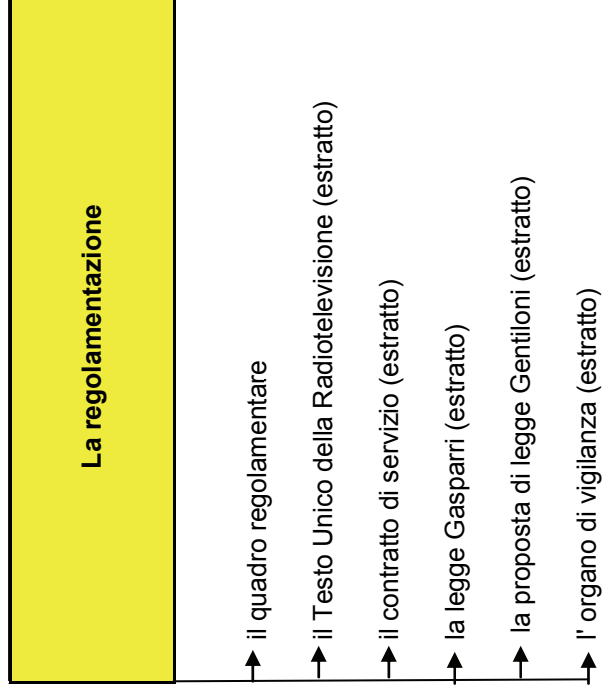 La regolamentazione
il quadro regolamentare
il Testo Unico della Radiotelevisione (estratto)
il contratto di servizio (estratto)
la legge Gasparri (estratto)
la proposta di legge Gentiloni (estratto)
l' organo di vigilanza (estratto)